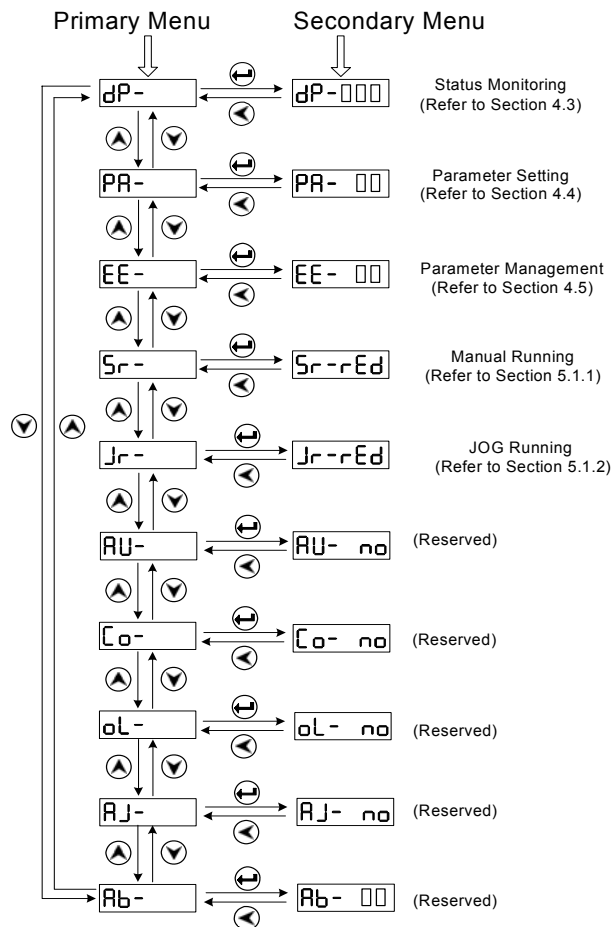 Primary Menu
Secondary Menu
dP-
dP-▯▯▯
Status Monitoring
(Refer to Section 4.3)
PA-
PA- ▯▯
Parameter Setting
(Refer to Section 4.4)
EE-
EE- ▯▯
Parameter Management
(Refer to Section 4.5)
Sr-
Sr-rEd
Manual Running
(Refer to Section 5.1.1)
Jr-
Jr-rEd
JOG Running
(Refer to Section 5.1.2)
AU-
AU- no
(Reserved)
Co-
Co- no
(Reserved)
oL-
oL- no
(Reserved)
AJ-
AJ- no
(Reserved)
Ab-
Ab- ▯▯
(Reserved)